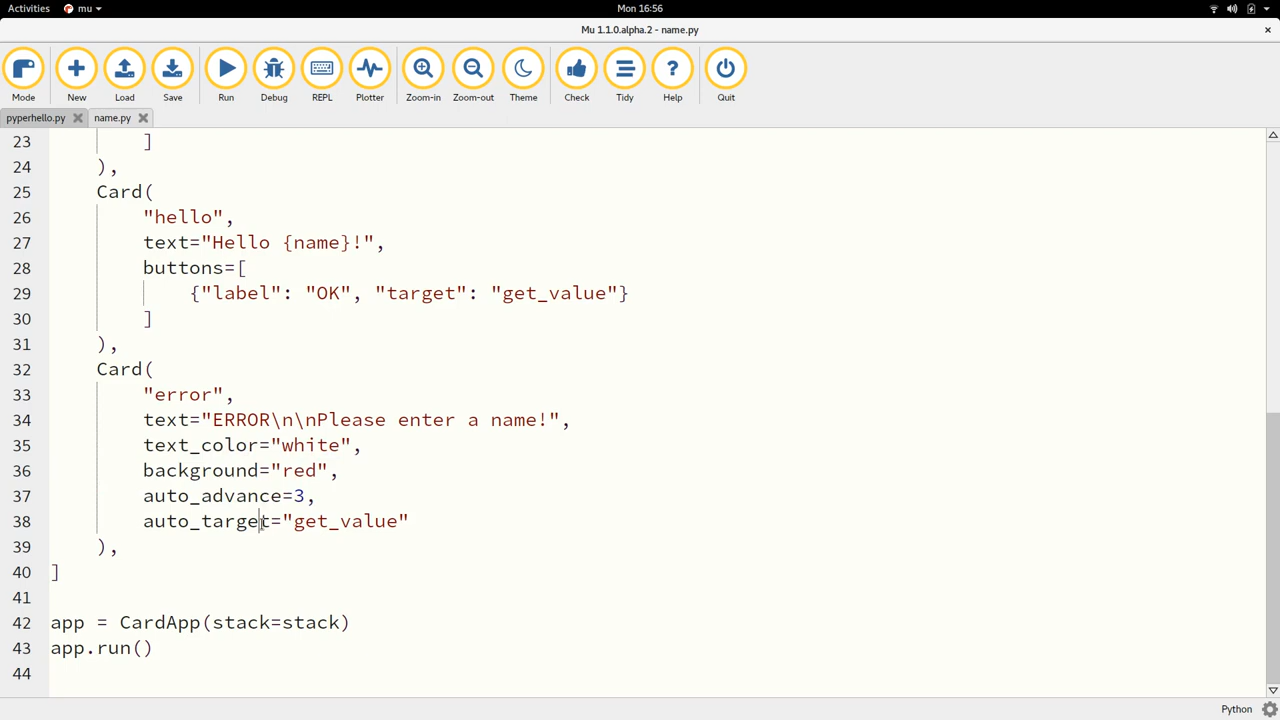 Activities mu Mon 16:56
Mu 1.1.0.alpha.2 - name.py
Mode New Load Save Run Debug REPL Plotter Zoom-in Zoom-out Theme Check Tidy Help Quit
pyperhello.py name.py
23 ]
24 ),
25 Card(
26 "hello",
27 text="Hello {name}!",
28 buttons=[
29 {"label": "OK", "target": "get_value"}
30 ]
31 ),
32 Card(
33 "error",
34 text="ERROR\n\nPlease enter a name!",
35 text_color="white",
36 background="red",
37 auto_advance=3,
38 auto_target="get_value"
39 ),
40 ]
41
42 app = CardApp(stack=stack)
43 app.run()
44
Python